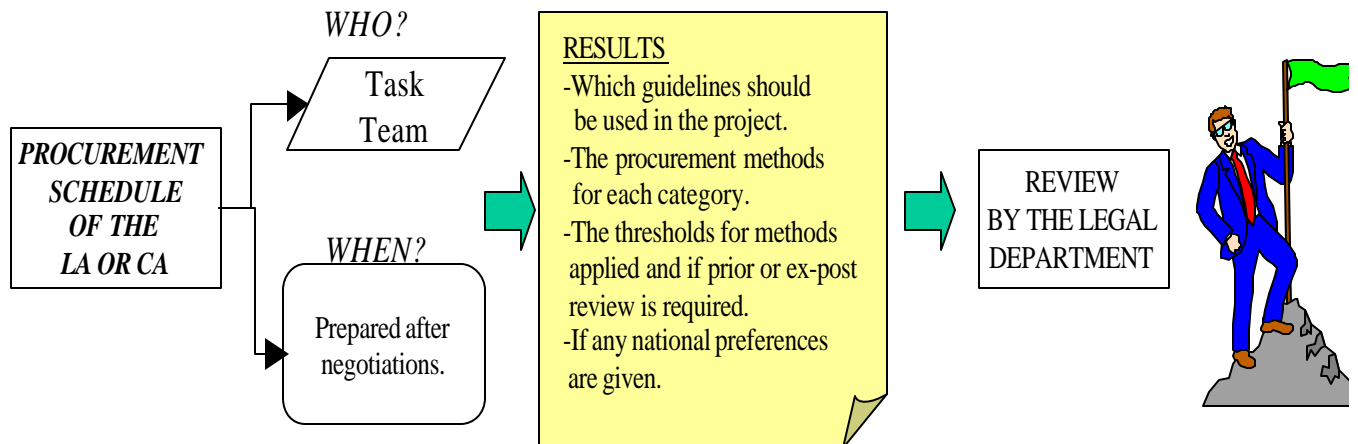 PROCUREMENT
SCHEDULE
OF THE
LA OR CA
WHO?
Task
Team
WHEN?
Prepared after
negotiations.
RESULTS
-Which guidelines should
be used in the project.
-The procurement methods
for each category.
-The thresholds for methods
applied and if prior or ex-post
review is required.
-If any national preferences
are given.
REVIEW
BY THE LEGAL
DEPARTMENT